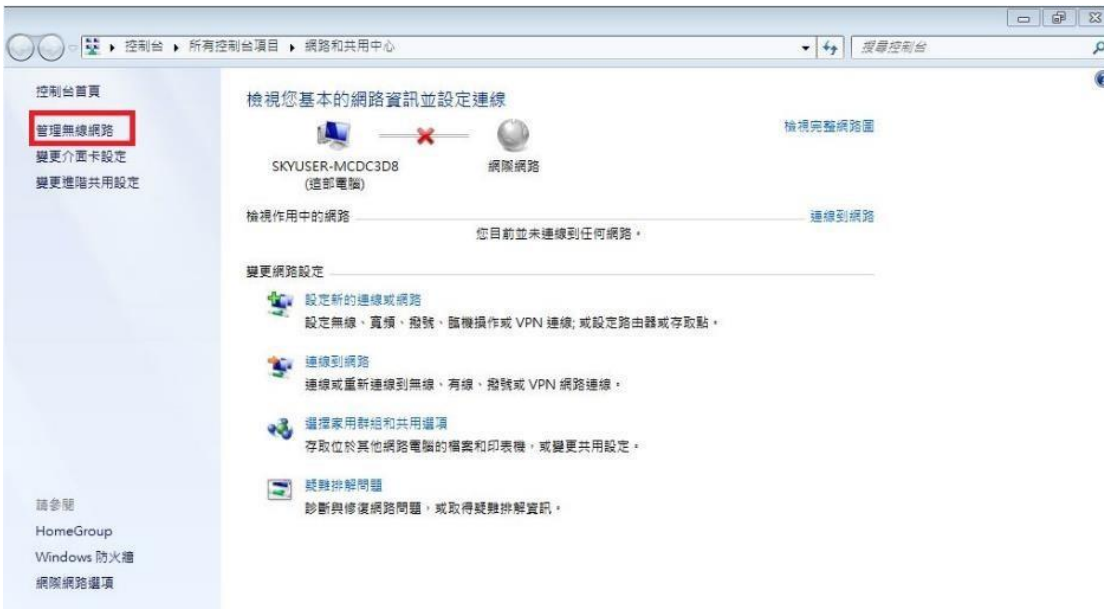 控制台 ▸ 所有控制台項目 ▸ 網路和共用中心
搜尋控制台
控制台首頁
管理無線網路
變更介面卡設定
變更進階共用設定
檢視您基本的網路資訊並設定連線
檢視完整網路圖
SKYUSER-MCDC3D8
(這部電腦)
網際網路
檢視作用中的網路
連線到網路
您目前並未連線到任何網路。
變更網路設定
設定新的連線或網路
設定無線、寬頻、撥號、臨機操作或 VPN 連線; 或設定路由器或存取點。
連線到網路
連線或重新連線到無線、有線、撥號或 VPN 網路連線。
選擇家用群組和共用選項
存取位於其他網路電腦的檔案和印表機，或變更共用設定。
疑難排解問題
診斷與修復網路問題，或取得疑難排解資訊。
請參閱
HomeGroup
Windows 防火牆
網際網路選項